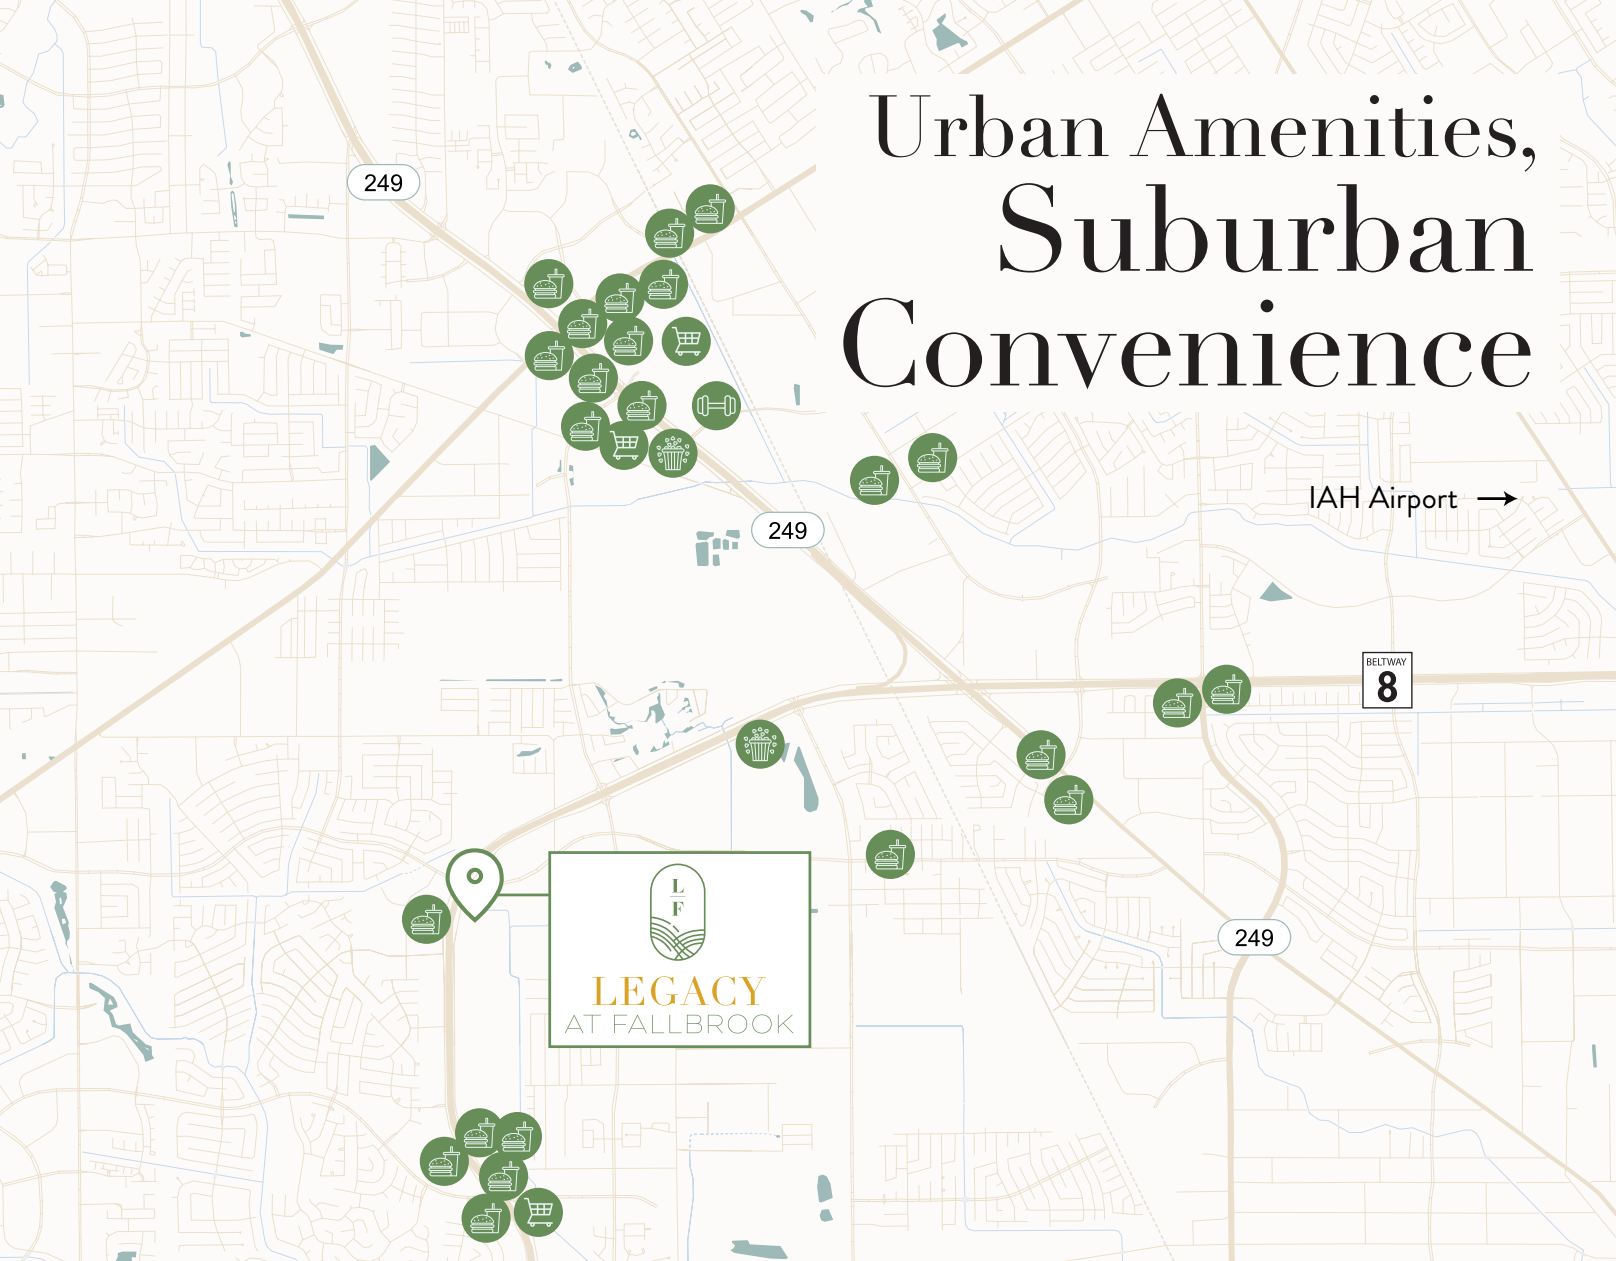 Urban Amenities,
Suburban
Convenience
249
249
IAH Airport →
BELTWAY
8
249
L
F
LEGACY
AT FALLBROOK